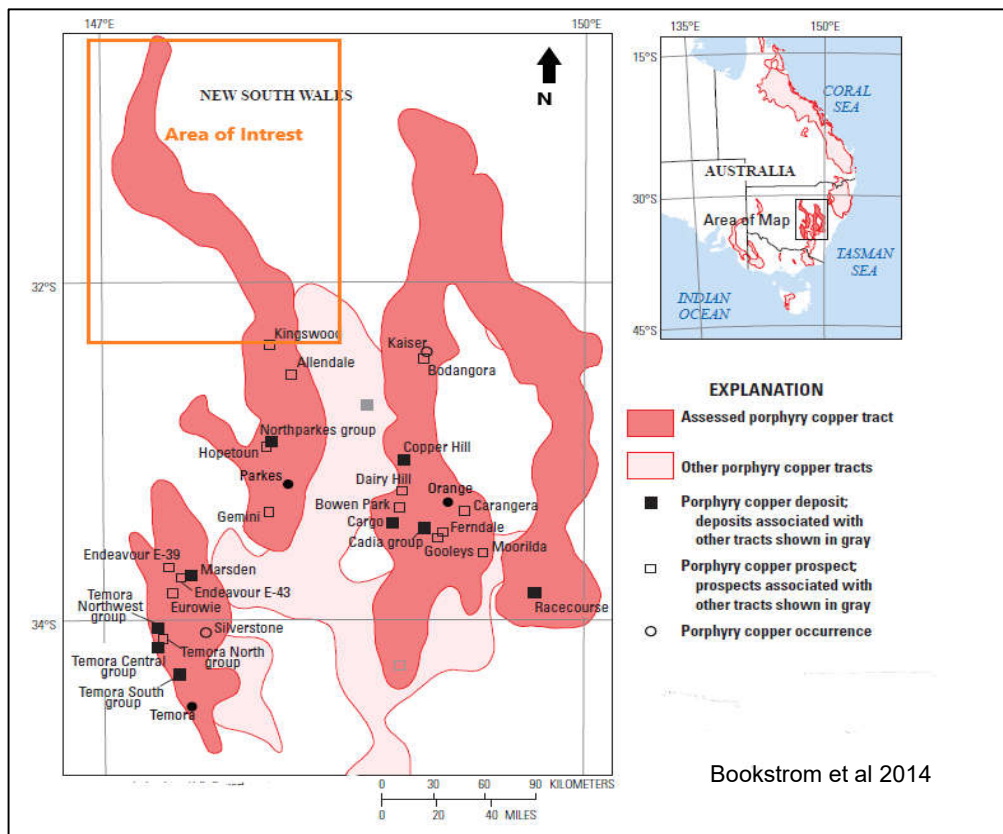 147°E
150°E
NEW SOUTH WALES
Area of Intrest
N
32°S
34°S
Kingswood
Allendale
Northparkes group
Hopetoun
Parkes
Gemini
Kaiser
Bodangora
Copper Hill
Dairy Hill
Orange
Bowen Park
Carangera
Cargo
Ferndale
Cadia group
Gooleys
Moorilda
Racecourse
Endeavour E-39
Marsden
Endeavour E-43
Eurowie
Temora
Northwest
group
Silverstone
Temora North
group
Temora Central
group
Temora South
group
Temora
0 30 60 90 KILOMETERS
0 20 40 MILES
135°E
150°E
15°S
30°S
45°S
CORAL
SEA
AUSTRALIA
Area of Map
TASMAN
SEA
INDIAN
OCEAN
EXPLANATION
Assessed porphyry copper tract
Other porphyry copper tracts
Porphyry copper deposit;
deposits associated with
other tracts shown in gray
Porphyry copper prospect;
prospects associated with
other tracts shown in gray
Porphyry copper occurrence
Bookstrom et al 2014